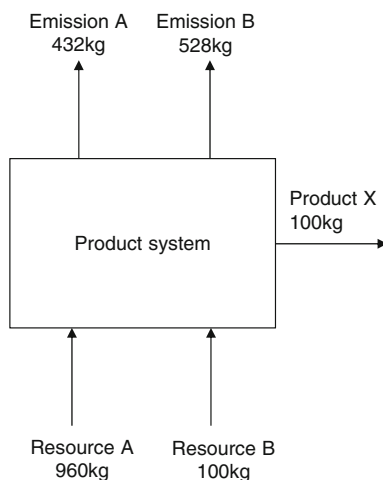 Emission A
432kg
Emission B
528kg
Product X
100kg
Product system
Resource A
960kg
Resource B
100kg